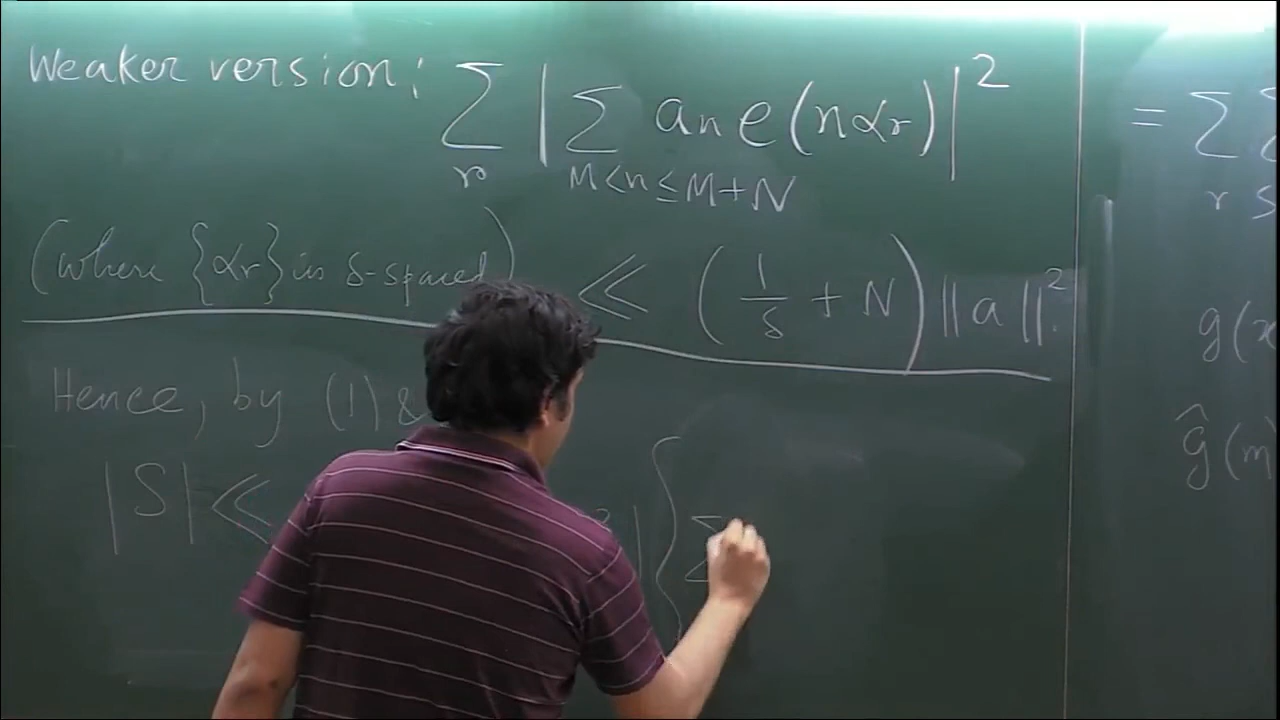 Weaker version: ∑ | ∑ aₙ e(nαr) |²
r M<n≤M+N
(where {αr} is δ-spaced) ≪ (1/δ + N) ||a||².
Hence, by (1) &
|S| ≪ | { ∑
= ∑
r s
g(x
ĝ(m